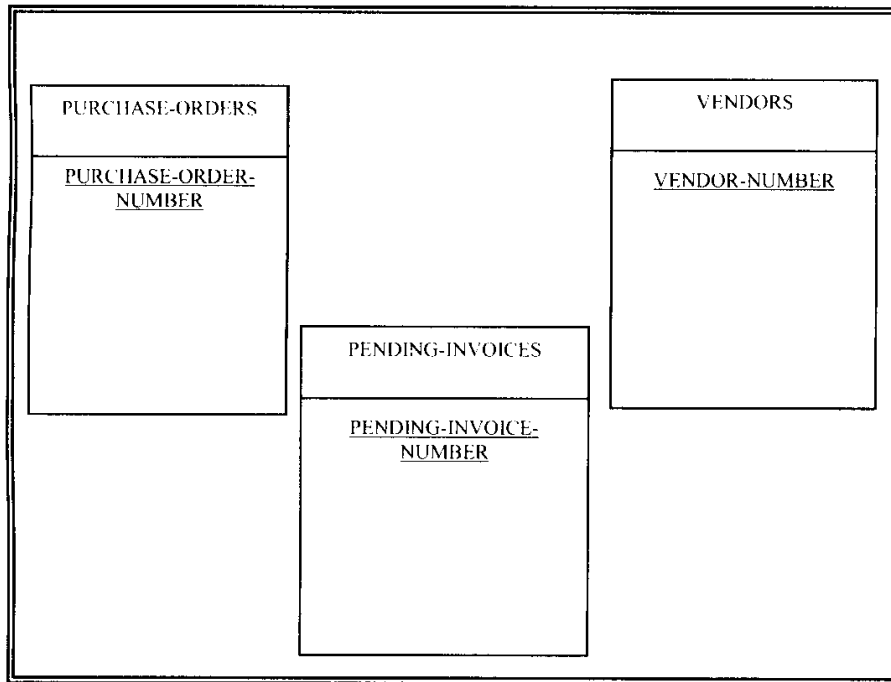 PURCHASE-ORDERS
PURCHASE-ORDER-
NUMBER
VENDORS
VENDOR-NUMBER
PENDING-INVOICES
PENDING-INVOICE-
NUMBER